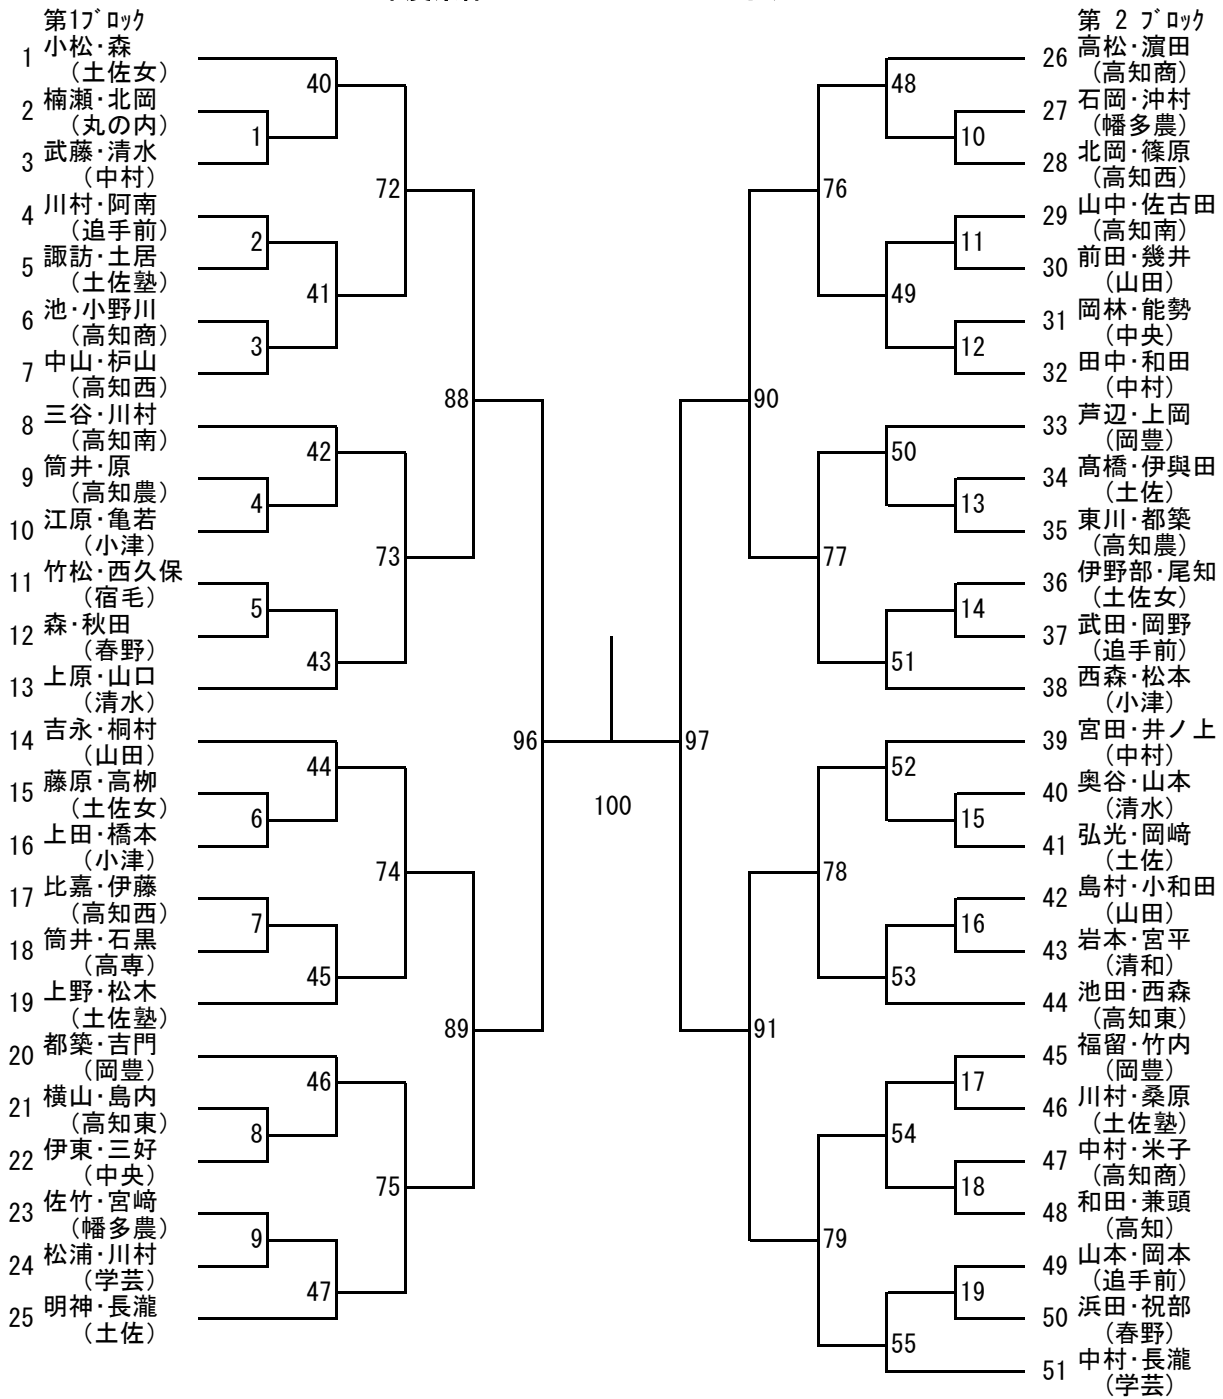 第1ブロック
1 小松・森
(土佐女)
2 楠瀬・北岡
(丸の内)
3 武藤・清水
(中村)
4 川村・阿南
(追手前)
5 諏訪・土居
(土佐塾)
6 池・小野川
(高知商)
7 中山・枦山
(高知西)
8 三谷・川村
(高知南)
9 筒井・原
(高知農)
10 江原・亀若
(小津)
11 竹松・西久保
(宿毛)
12 森・秋田
(春野)
13 上原・山口
(清水)
14 吉永・桐村
(山田)
15 藤原・高栁
(土佐女)
16 上田・橋本
(小津)
17 比嘉・伊藤
(高知西)
18 筒井・石黒
(高専)
19 上野・松木
(土佐塾)
20 都築・吉門
(岡豊)
21 横山・島内
(高知東)
22 伊東・三好
(中央)
23 佐竹・宮﨑
(幡多農)
24 松浦・川村
(学芸)
25 明神・長瀧
(土佐)
1
2
3
4
5
6
7
8
9
40
41
42
43
44
45
46
47
72
73
74
75
88
89
96
100
97
90
91
76
77
78
79
48
49
50
51
52
53
54
55
10
11
12
13
14
15
16
17
18
19
第 2 ブロック
26 高松・濵田
(高知商)
27 石岡・沖村
(幡多農)
28 北岡・篠原
(高知西)
29 山中・佐古田
(高知南)
30 前田・幾井
(山田)
31 岡林・能勢
(中央)
32 田中・和田
(中村)
33 芦辺・上岡
(岡豊)
34 髙橋・伊與田
(土佐)
35 東川・都築
(高知農)
36 伊野部・尾知
(土佐女)
37 武田・岡野
(追手前)
38 西森・松本
(小津)
39 宮田・井ノ上
(中村)
40 奥谷・山本
(清水)
41 弘光・岡﨑
(土佐)
42 島村・小和田
(山田)
43 岩本・宮平
(清和)
44 池田・西森
(高知東)
45 福留・竹内
(岡豊)
46 川村・桑原
(土佐塾)
47 中村・米子
(高知商)
48 和田・兼頭
(高知)
49 山本・岡本
(追手前)
50 浜田・祝部
(春野)
51 中村・長瀧
(学芸)